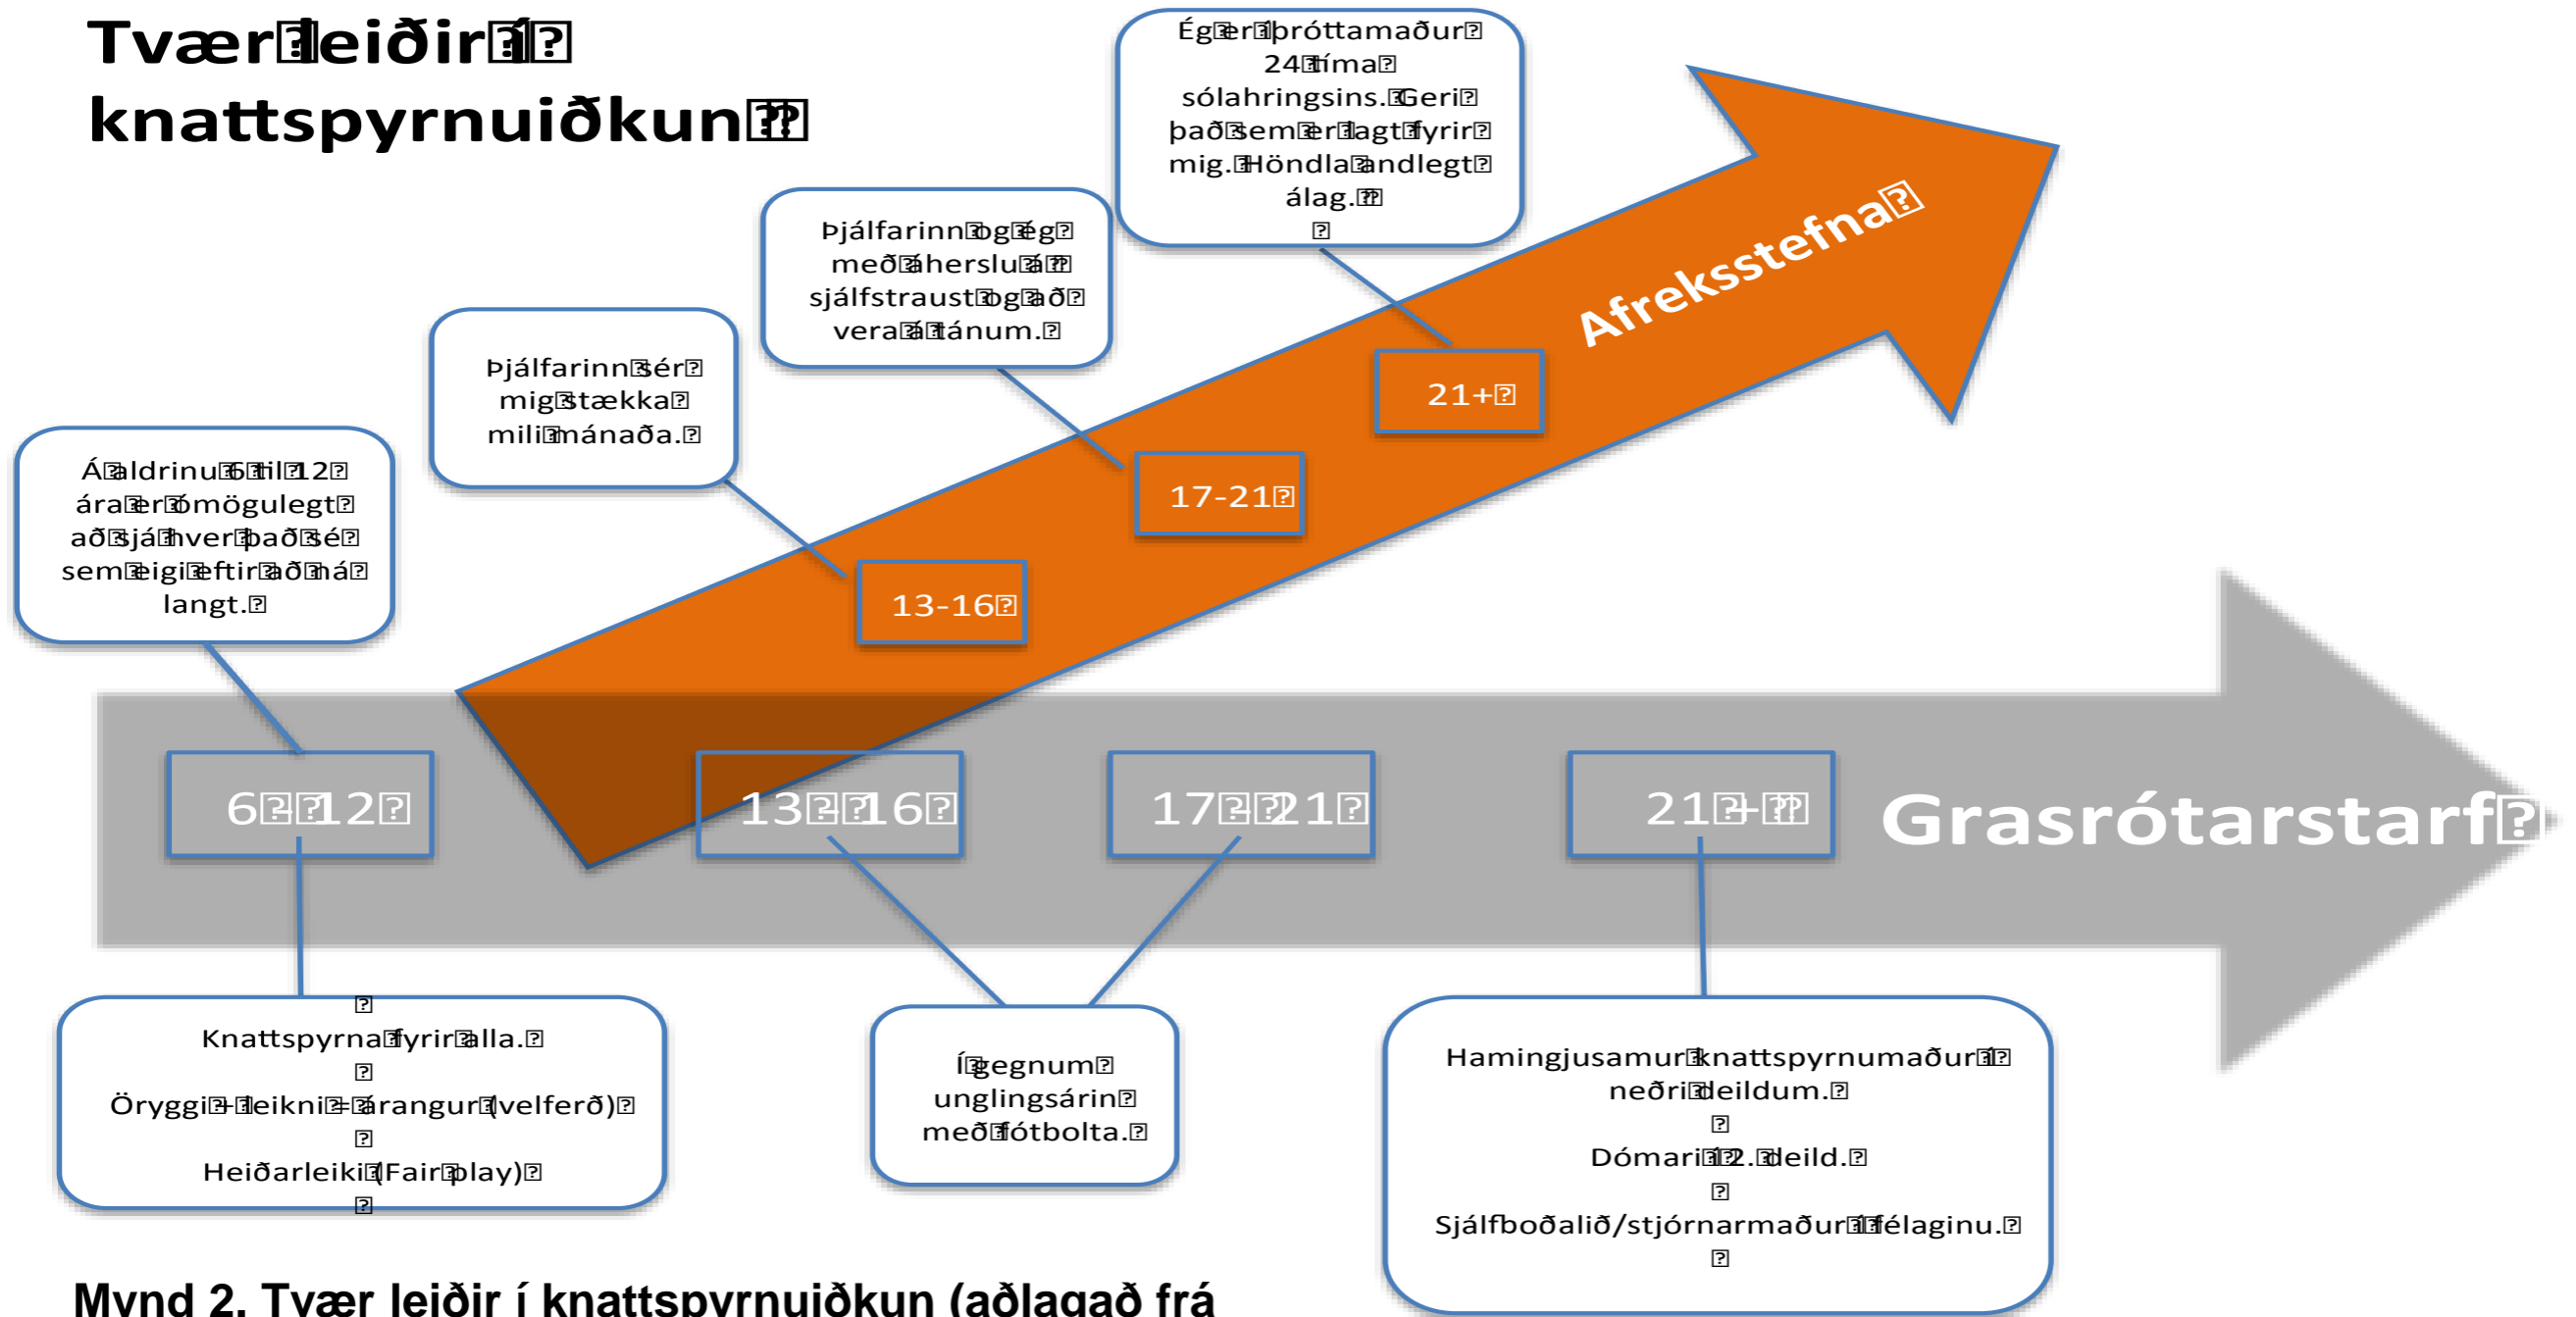 Tvær leiðir í
knattspyrnuiðkun
Ég er íþróttamaður
24 tíma
sólahringsins. Geri
það sem er lagt fyrir
mig. Höndla andlegt
álag.
Þjálfarinn og ég
með áherslu á
sjálfstraust og að
vera á tánum.
Þjálfarinn sér
mig stækka
mili mánaða.
Á aldrinu 6 til 12
ára er ómögulegt
að sjá hver það sé
sem eigi eftir að ná
langt.
Afreksstefna
21+
17-21
13-16
6 - 12
13 - 16
17 - 21
21 +
Grasrótarstarf
Knattspyrna fyrir alla.
Öryggi + leikni = árangur (velferð)
Heiðarleiki (Fair play)
Í gegnum
unglingsárin
með fótbolta.
Hamingjusamur knattspyrnumaður í
neðri deildum.
Dómari í 2. deild.
Sjálfboðalið/stjórnarmaður í félaginu.
Mynd 2. Tvær leiðir í knattspyrnuiðkun (aðlagað frá